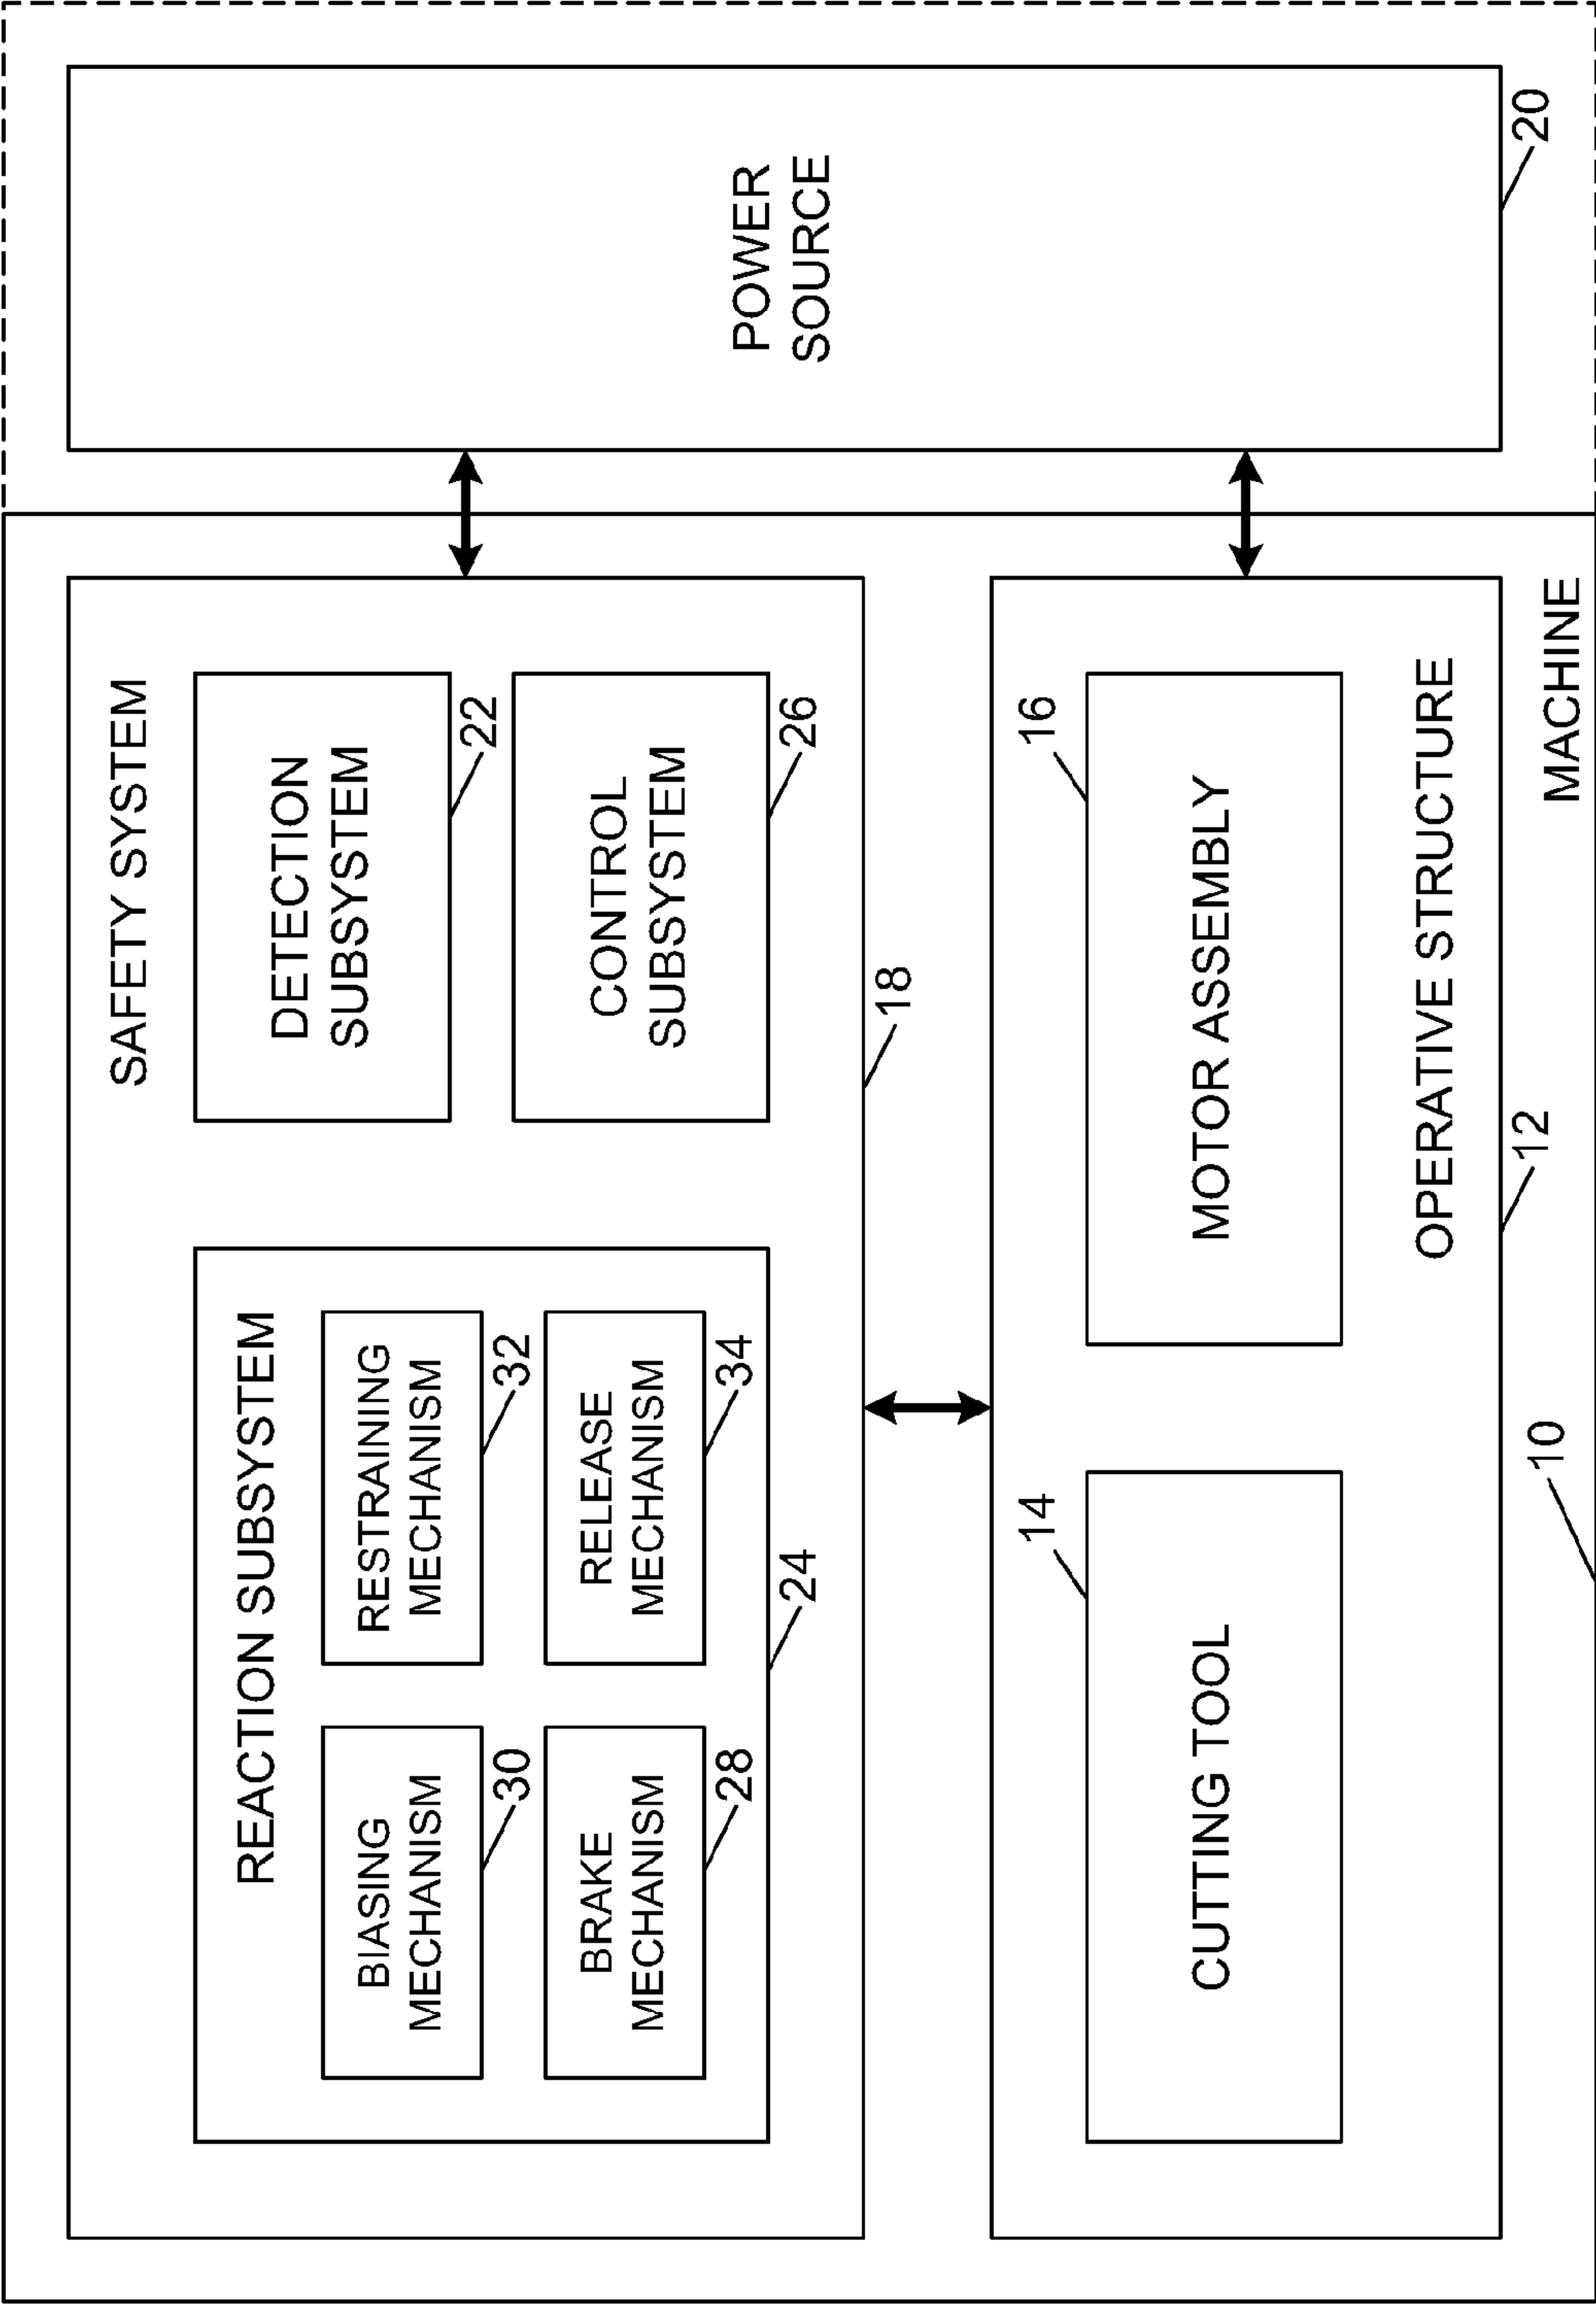 SAFETY SYSTEM
REACTION SUBSYSTEM
BIASING
MECHANISM
30
RESTRAINING
MECHANISM
32
BRAKE
MECHANISM
28
RELEASE
MECHANISM
34
24
DETECTION
SUBSYSTEM
22
CONTROL
SUBSYSTEM
26
18
POWER
SOURCE
20
14
CUTTING TOOL
16
MOTOR ASSEMBLY
OPERATIVE STRUCTURE
12
10
MACHINE